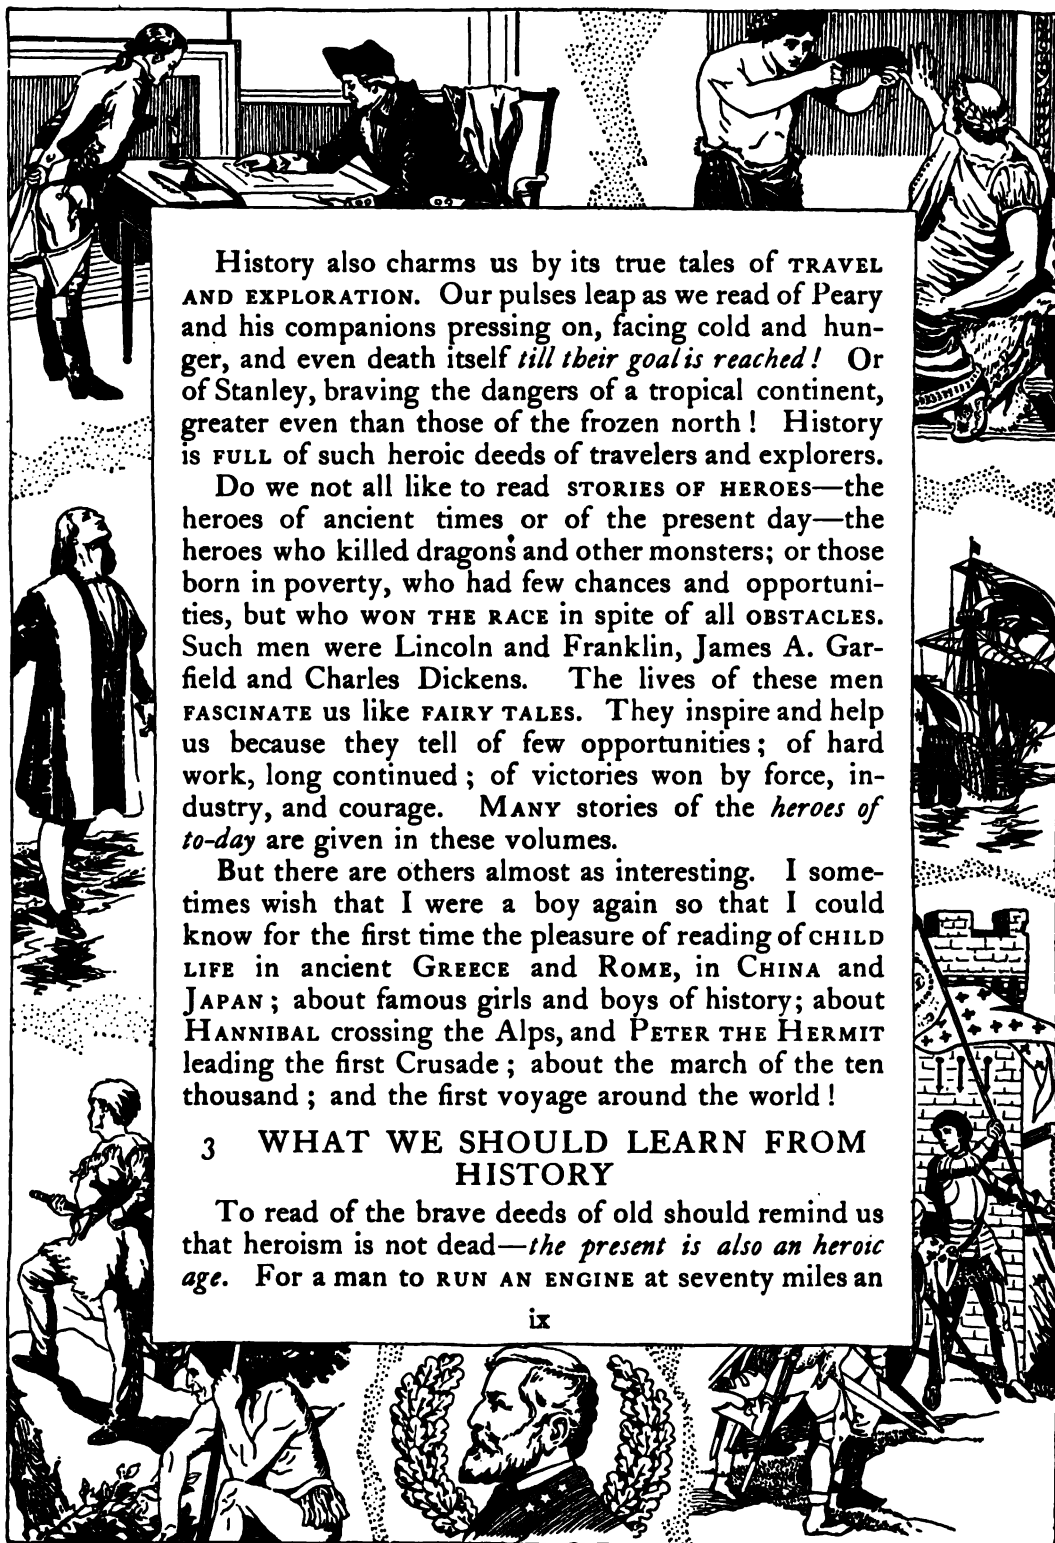 History also charms us by its true tales of TRAVEL
AND EXPLORATION. Our pulses leap as we read of Peary
and his companions pressing on, facing cold and hun-
ger, and even death itself till their goal is reached! Or
of Stanley, braving the dangers of a tropical continent,
greater even than those of the frozen north! History
is FULL of such heroic deeds of travelers and explorers.
Do we not all like to read STORIES OF HEROES—the
heroes of ancient times or of the present day—the
heroes who killed dragons and other monsters; or those
born in poverty, who had few chances and opportuni-
ties, but who WON THE RACE in spite of all OBSTACLES.
Such men were Lincoln and Franklin, James A. Gar-
field and Charles Dickens. The lives of these men
FASCINATE us like FAIRY TALES. They inspire and help
us because they tell of few opportunities; of hard
work, long continued; of victories won by force, in-
dustry, and courage. MANY stories of the heroes of
to-day are given in these volumes.
But there are others almost as interesting. I some-
times wish that I were a boy again so that I could
know for the first time the pleasure of reading of CHILD
LIFE in ancient GREECE and ROME, in CHINA and
JAPAN; about famous girls and boys of history; about
HANNIBAL crossing the Alps, and PETER THE HERMIT
leading the first Crusade; about the march of the ten
thousand; and the first voyage around the world!
3 WHAT WE SHOULD LEARN FROM
HISTORY
To read of the brave deeds of old should remind us
that heroism is not dead—the present is also an heroic
age. For a man to RUN AN ENGINE at seventy miles an
ix